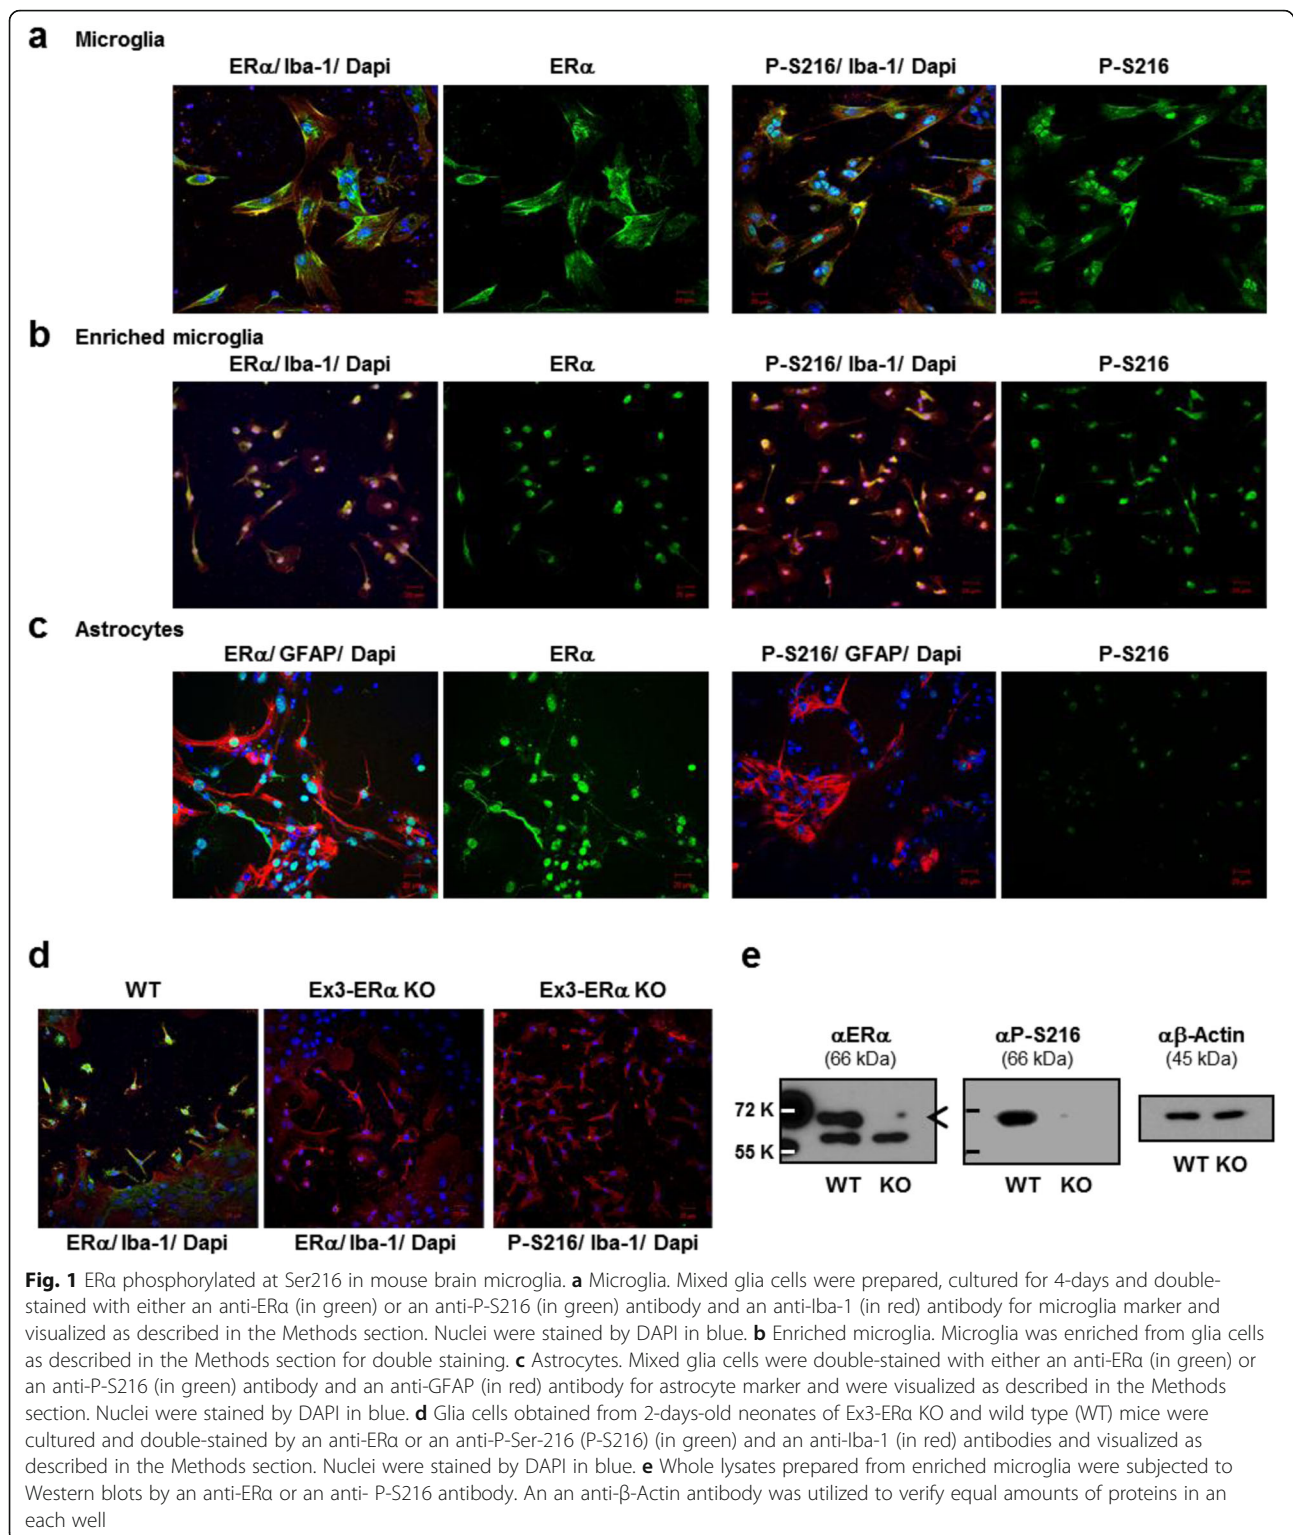 a Microglia
ERα/ Iba-1/ Dapi ERα P-S216/ Iba-1/ Dapi P-S216
b Enriched microglia
ERα/ Iba-1/ Dapi ERα P-S216/ Iba-1/ Dapi P-S216
c Astrocytes
ERα/ GFAP/ Dapi ERα P-S216/ GFAP/ Dapi P-S216
20 µm 20 µm
d
WT Ex3-ERα KO Ex3-ERα KO
ERα/ Iba-1/ Dapi ERα/ Iba-1/ Dapi P-S216/ Iba-1/ Dapi
e
αERα αP-S216 αβ-Actin
(66 kDa) (66 kDa) (45 kDa)
72 K
55 K
WT KO WT KO WT KO
Fig. 1 ERα phosphorylated at Ser216 in mouse brain microglia. a Microglia. Mixed glia cells were prepared, cultured for 4-days and double-
stained with either an anti-ERα (in green) or an anti-P-S216 (in green) antibody and an anti-Iba-1 (in red) antibody for microglia marker and
visualized as described in the Methods section. Nuclei were stained by DAPI in blue. b Enriched microglia. Microglia was enriched from glia cells
as described in the Methods section for double staining. c Astrocytes. Mixed glia cells were double-stained with either an anti-ERα (in green) or
an anti-P-S216 (in green) antibody and an anti-GFAP (in red) antibody for astrocyte marker and were visualized as described in the Methods
section. Nuclei were stained by DAPI in blue. d Glia cells obtained from 2-days-old neonates of Ex3-ERα KO and wild type (WT) mice were
cultured and double-stained by an anti-ERα or an anti-P-Ser-216 (P-S216) (in green) and an anti-Iba-1 (in red) antibodies and visualized as
described in the Methods section. Nuclei were stained by DAPI in blue. e Whole lysates prepared from enriched microglia were subjected to
Western blots by an anti-ERα or an anti- P-S216 antibody. An an anti-β-Actin antibody was utilized to verify equal amounts of proteins in an
each well